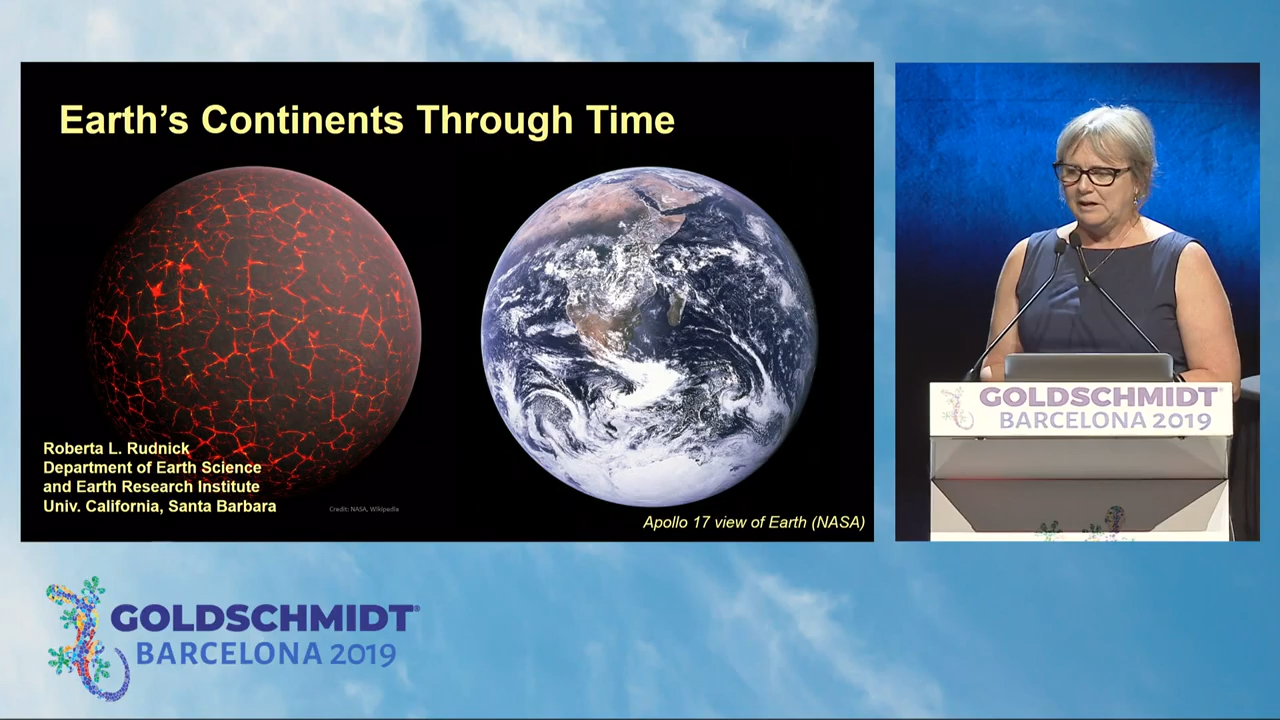 Earth's Continents Through Time
Roberta L. Rudnick
Department of Earth Science
and Earth Research Institute
Univ. California, Santa Barbara
Credit: NASA, Wikipedia
Apollo 17 view of Earth (NASA)
GOLDSCHMIDT®
BARCELONA 2019
GOLDSCHMIDT®
BARCELONA 2019